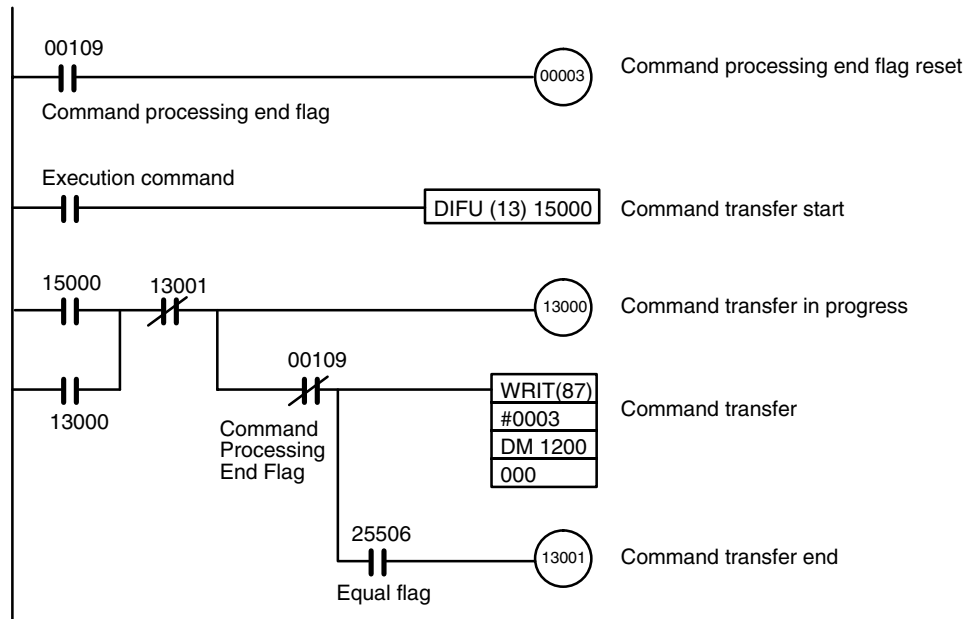 00109
00003
Command processing end flag reset
Command processing end flag
Execution command
DIFU (13) 15000
Command transfer start
15000
13001
13000
Command transfer in progress
00109
13000
Command
Processing
End Flag
WRIT(87)
#0003
DM 1200
000
Command transfer
25506
13001
Command transfer end
Equal flag